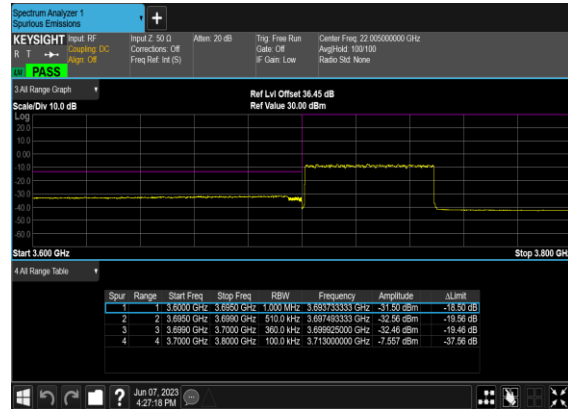 Spectrum Analyzer 1
Spurious Emissions
+
KEYSIGHT Input: RF Input Z: 50 Ω Atten: 20 dB Trig: Free Run Center Freq: 22.005000000 GHz
R T Coupling: DC Corrections: Off Gate: Off Avg|Hold: 100/100
Align: Off Freq Ref: Int (S) IF Gain: Low Radio Std: None
PASS
3 All Range Graph Ref Lvl Offset 36.45 dB
Scale/Div 10.0 dB Ref Value 30.00 dBm
Log
20.0
10.0
0.00
-10.0
-20.0
-30.0
-40.0
-50.0
-60.0
Start 3.600 GHz Stop 3.800 GH
4 All Range Table
Spur Range Start Freq Stop Freq RBW Frequency Amplitude ΔLimit
1 1 3.6000 GHz 3.6950 GHz 1.000 MHz 3.693733333 GHz -31.50 dBm -18.50 dB
2 2 3.6950 GHz 3.6990 GHz 510.0 kHz 3.697493333 GHz -32.56 dBm -19.56 dB
3 3 3.6990 GHz 3.7000 GHz 360.0 kHz 3.699925000 GHz -32.46 dBm -19.46 dB
4 4 3.7000 GHz 3.8000 GHz 100.0 kHz 3.713000000 GHz -7.557 dBm -37.56 dB
? Jun 07, 2023
4:27:18 PM